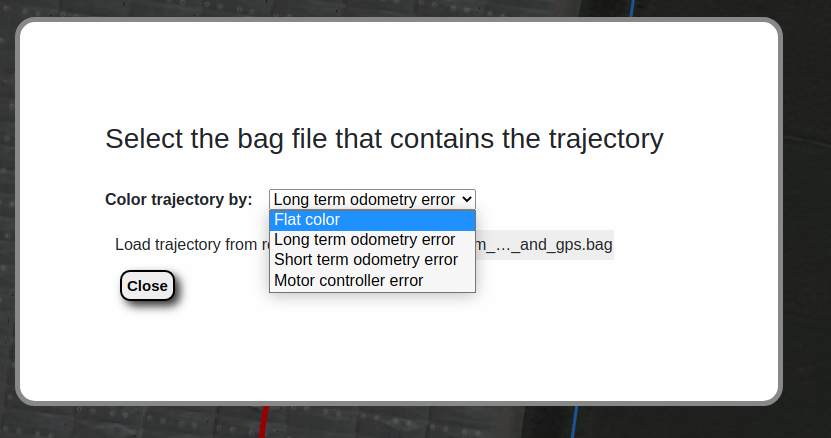 Select the bag file that contains the trajectory
Color trajectory by: Long term odometry error
Flat color
Long term odometry error
Load trajectory from m_…_and_gps.bag
Short term odometry error
Motor controller error
Close